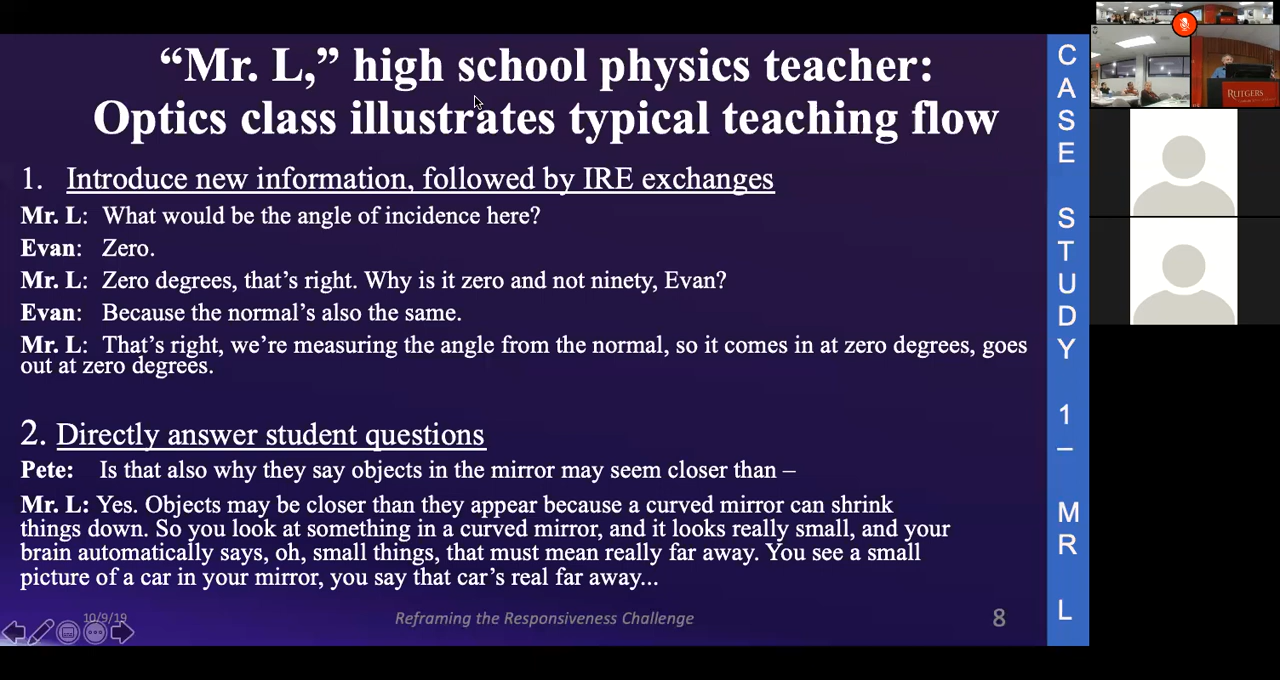 “Mr. L,” high school physics teacher:
Optics class illustrates typical teaching flow
1. Introduce new information, followed by IRE exchanges
Mr. L: What would be the angle of incidence here?
Evan: Zero.
Mr. L: Zero degrees, that’s right. Why is it zero and not ninety, Evan?
Evan: Because the normal’s also the same.
Mr. L: That’s right, we’re measuring the angle from the normal, so it comes in at zero degrees, goes
out at zero degrees.
2. Directly answer student questions
Pete: Is that also why they say objects in the mirror may seem closer than –
Mr. L: Yes. Objects may be closer than they appear because a curved mirror can shrink
things down. So you look at something in a curved mirror, and it looks really small, and your
brain automatically says, oh, small things, that must mean really far away. You see a small
picture of a car in your mirror, you say that car’s real far away...
10/9/19
Reframing the Responsiveness Challenge
8
CASE STUDY 1 – MR L
RUTGERS